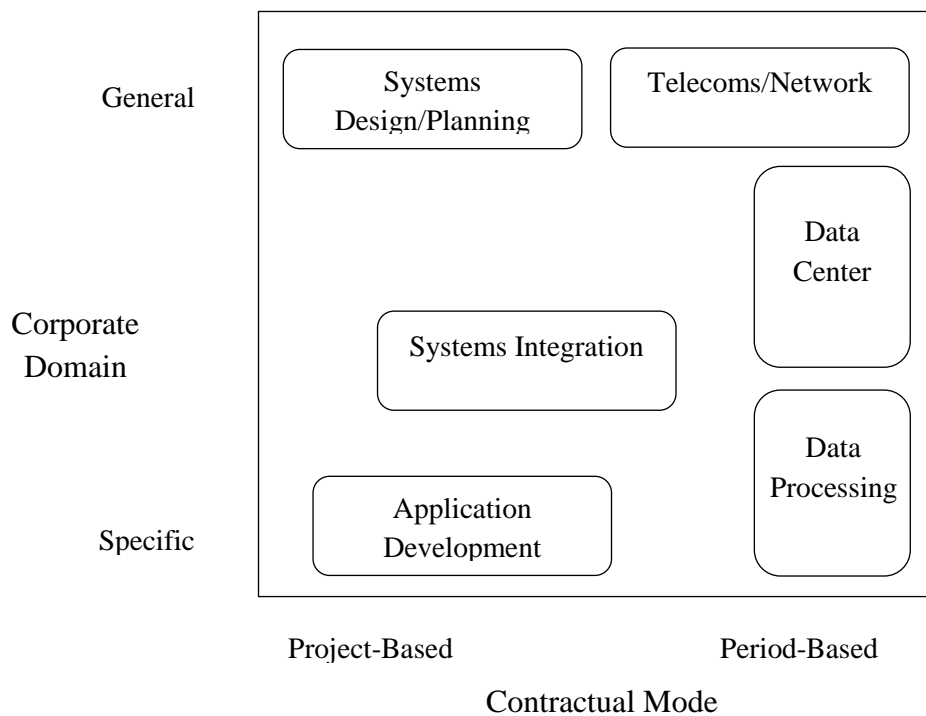 Systems
Design/Planning
Telecoms/Network
General
Data
Center
Corporate
Domain
Systems Integration
Data
Processing
Application
Development
Specific
Project-Based
Period-Based
Contractual Mode